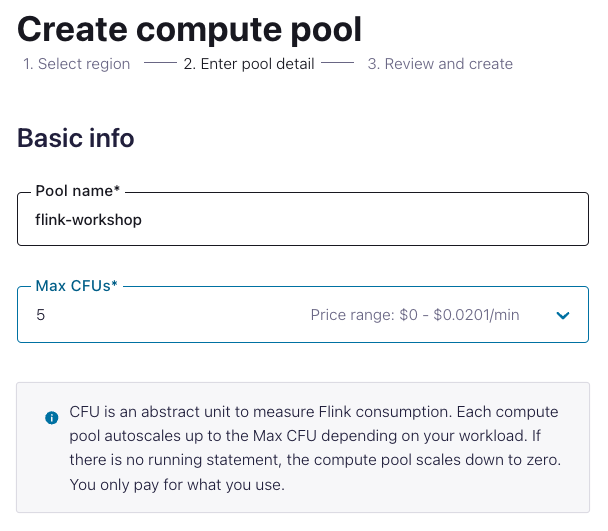 Create compute pool
1. Select region 2. Enter pool detail 3. Review and create
Basic info
Pool name*
flink-workshop
Max CFUs*
5 Price range: $0 - $0.0201/min
CFU is an abstract unit to measure Flink consumption. Each compute
pool autoscales up to the Max CFU depending on your workload. If
there is no running statement, the compute pool scales down to zero.
You only pay for what you use.